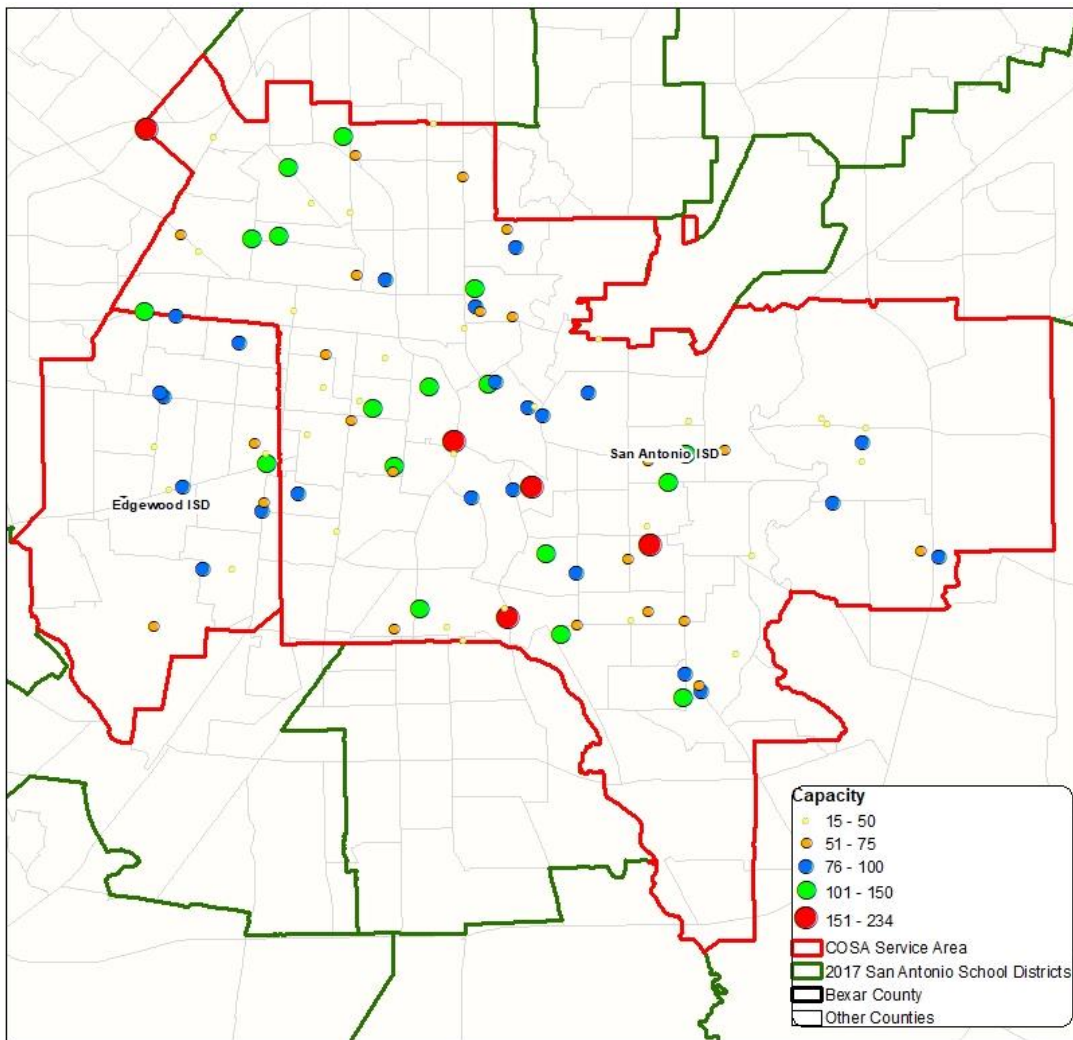 San Antonio ISD
Edgewood ISD
Capacity
15 - 50
51 - 75
76 - 100
101 - 150
151 - 234
COSA Service Area
2017 San Antonio School Districts
Bexar County
Other Counties